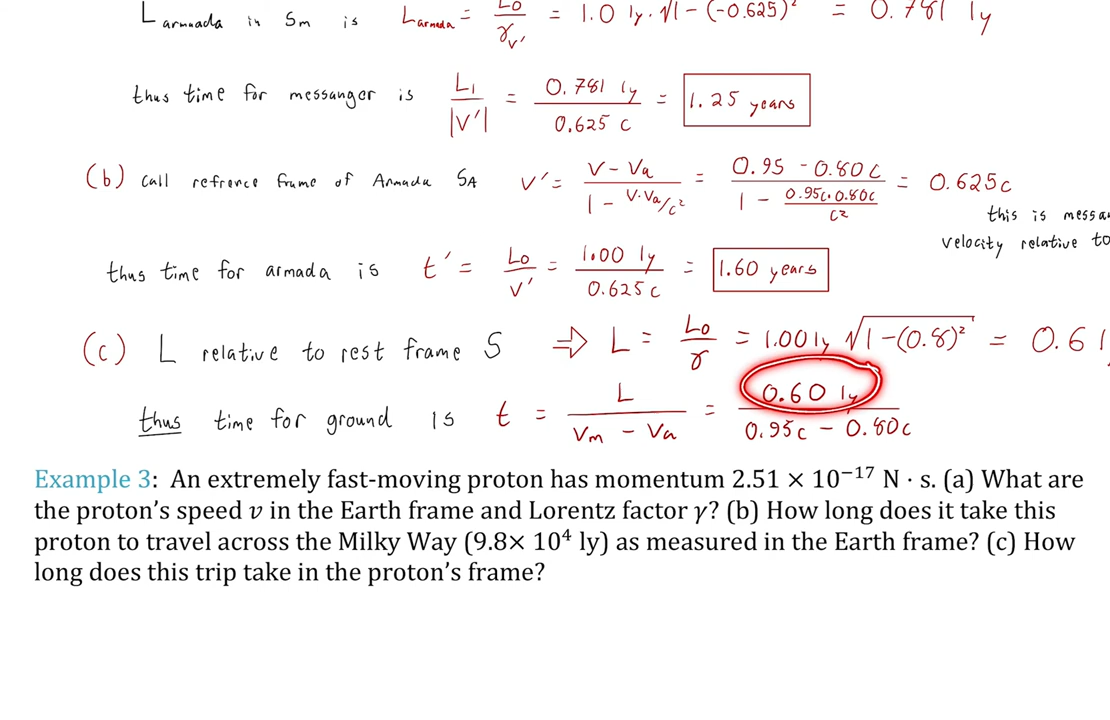 L armuada in Sm is L armeda = L₀/γᵥ' = 1.0 ly · √1 - (-0.625)² = 0.781 ly
thus time for messanger is L₁/|V'| = 0.781 ly/0.625 c = 1.25 years
(b) call refrence frame of Armada SA V' = V - Va/1 - V·Va/c² = 0.95 - 0.80c/1 - 0.95c·0.80c/c² = 0.625c
this is messa
velocity relative to
thus time for armada is t' = L₀/V' = 1.00 ly/0.625c = 1.60 years
(c) L relative to rest frame S ⇒ L = L₀/γ = 1.00 ly √1-(0.8)² = 0.6 l
thus time for ground is t = L/Vm - Va = 0.60 ly/0.95c - 0.80c
Example 3: An extremely fast-moving proton has momentum 2.51 × 10⁻¹⁷ N · s. (a) What are
the proton's speed v in the Earth frame and Lorentz factor γ? (b) How long does it take this
proton to travel across the Milky Way (9.8× 10⁴ ly) as measured in the Earth frame? (c) How
long does this trip take in the proton's frame?